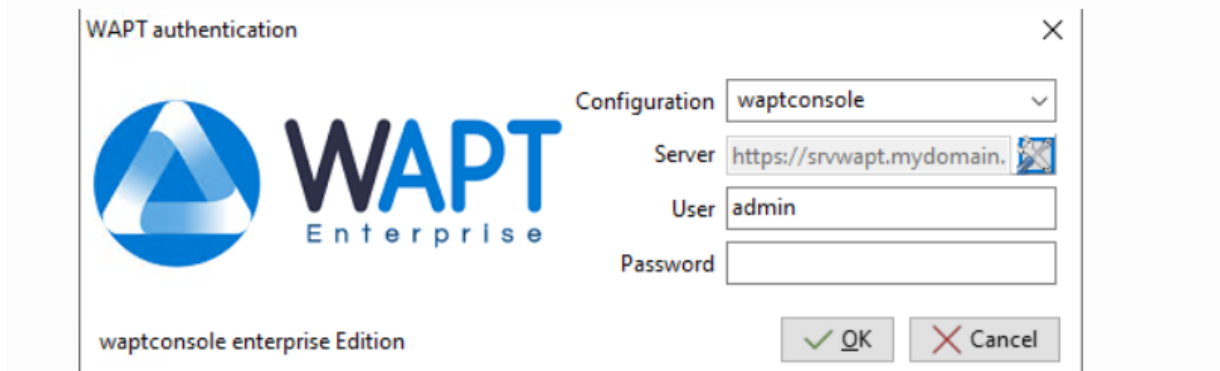 WAPT authentication
Configuration waptconsole
Server https://srvwapt.mydomain.
User admin
Password
WAPT
Enterprise
waptconsole enterprise Edition
OK Cancel